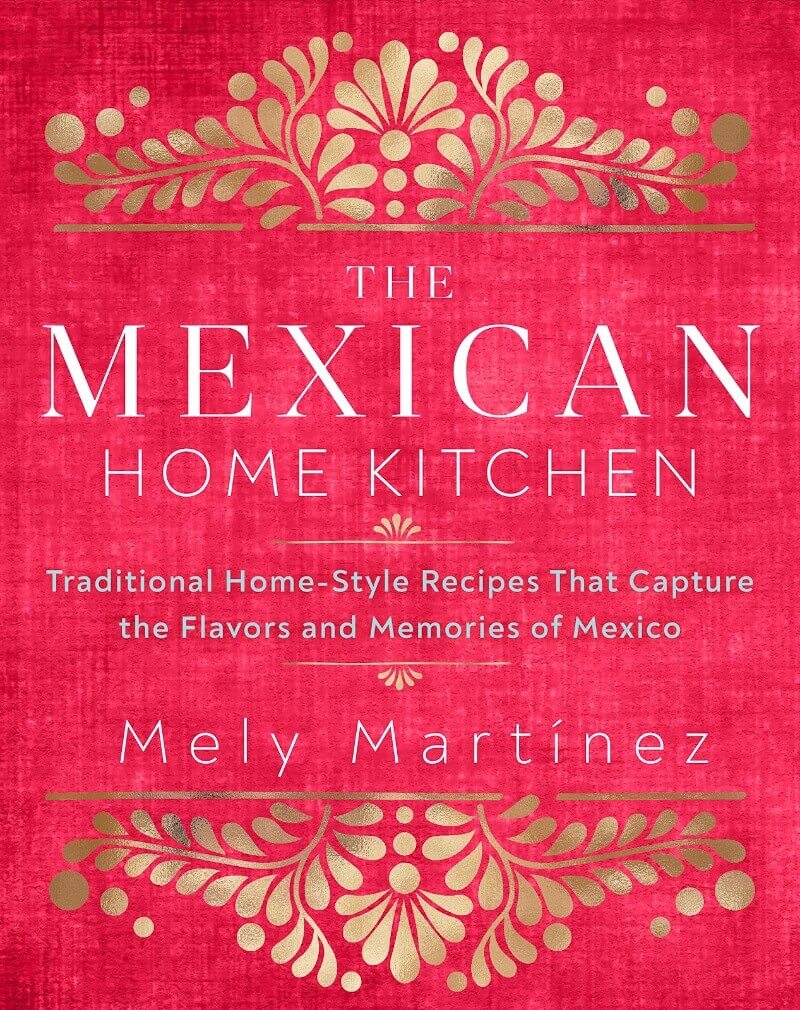 THE
MEXICAN
HOME KITCHEN
Traditional Home-Style Recipes That Capture
the Flavors and Memories of Mexico
Mely Martínez